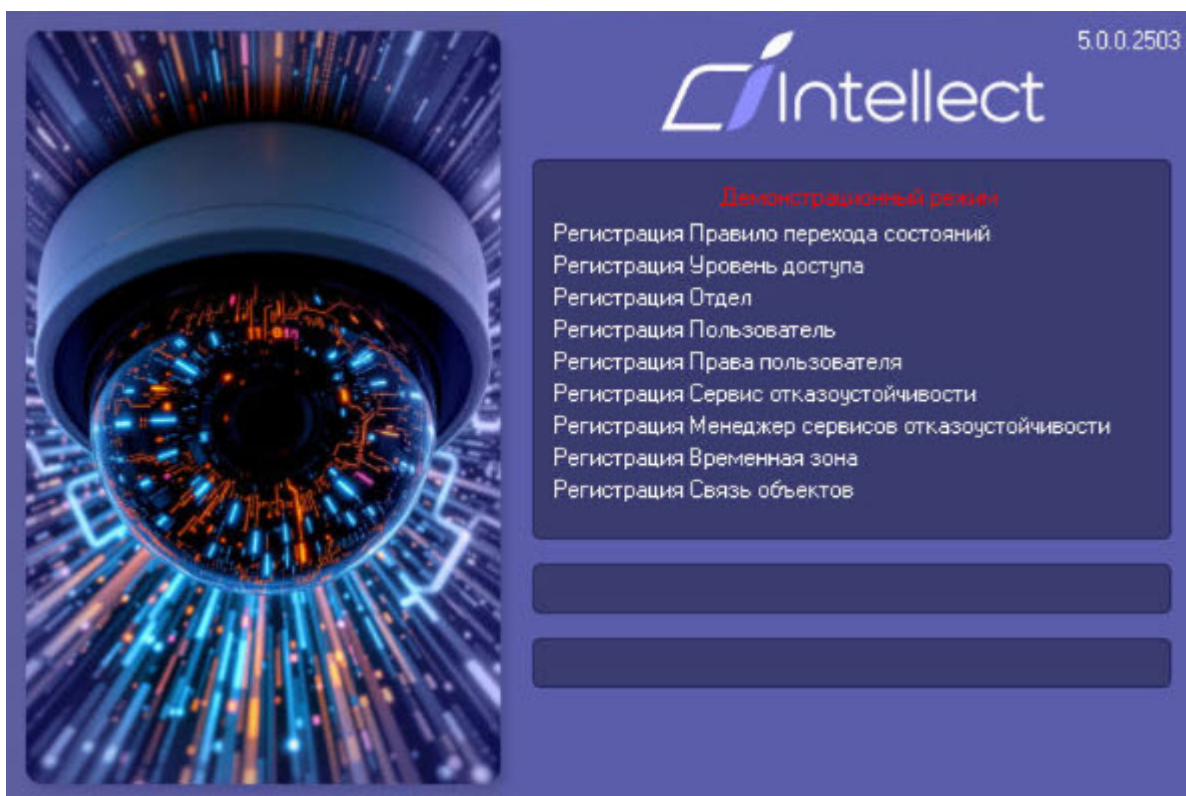 5.0.0.2503
Intellect
Демонстрационный режим
Регистрация Правило перехода состояний
Регистрация Уровень доступа
Регистрация Отдел
Регистрация Пользователь
Регистрация Права пользователя
Регистрация Сервис отказоустойчивости
Регистрация Менеджер сервисов отказоустойчивости
Регистрация Временная зона
Регистрация Связь объектов